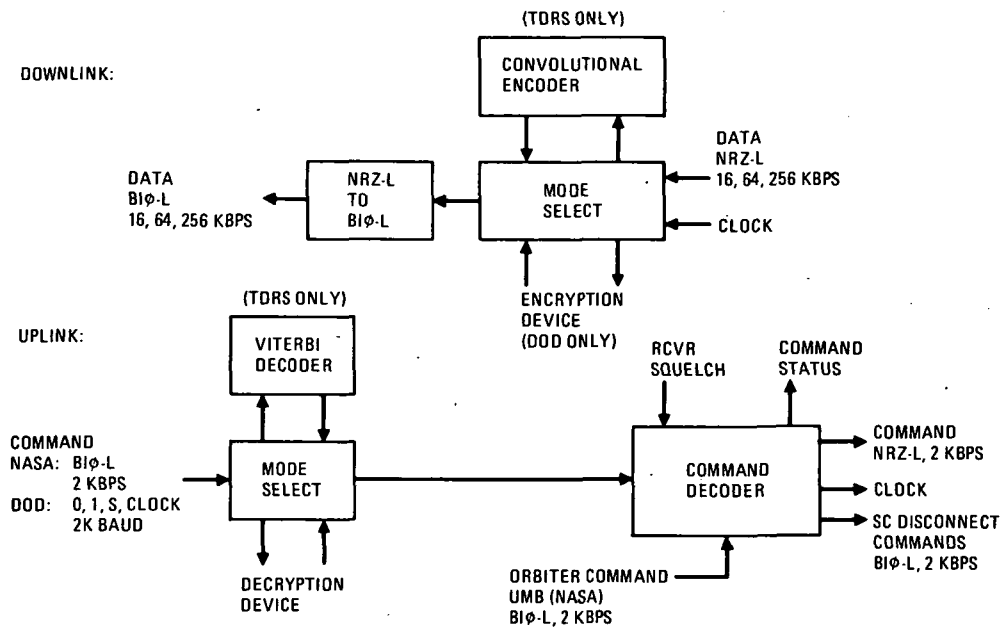 (TDRS ONLY)
DOWNLINK:
CONVOLUTIONAL
ENCODER
DATA
NRZ-L
16, 64, 256 KBPS
CLOCK
MODE
SELECT
NRZ-L
TO
BIφ-L
DATA
BIφ-L
16, 64, 256 KBPS
ENCRYPTION
DEVICE
(DOD ONLY)
(TDRS ONLY)
UPLINK:
VITERBI
DECODER
RCVR
SQUELCH
COMMAND
STATUS
COMMAND
NASA: BIφ-L
2 KBPS
DOD: 0, 1, S, CLOCK
2K BAUD
MODE
SELECT
COMMAND
DECODER
COMMAND
NRZ-L, 2 KBPS
CLOCK
SC DISCONNECT
COMMANDS
BIφ-L, 2 KBPS
DECRYPTION
DEVICE
ORBITER COMMAND
UMB (NASA)
BIφ-L, 2 KBPS